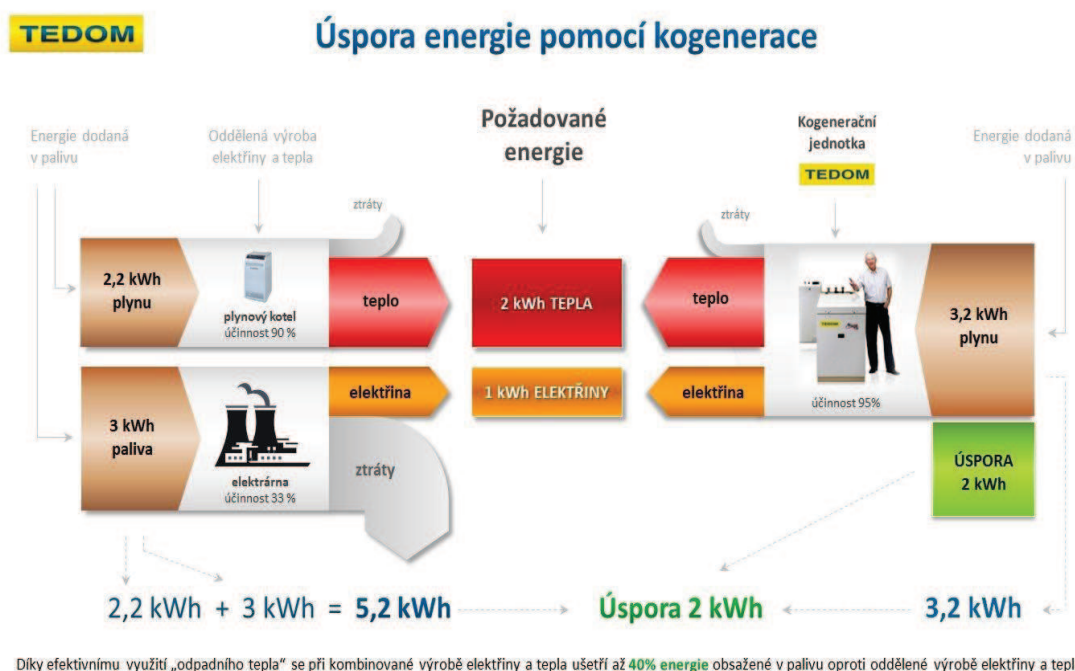 TEDOM
Úspora energie pomocí kogenerace
Energie dodaná
v palivu
Oddělená výroba
elektřiny a tepla
Požadované
energie
Kogenerační
jednotka
TEDOM
Energie dodaná
v palivu
ztráty
ztráty
2,2 kWh
plynu
plynový kotel
účinnost 90 %
teplo
2 kWh TEPLA
teplo
3,2 kWh
plynu
elektřina
1 kWh ELEKTŘINY
elektřina
účinnost 95%
3 kWh
paliva
elektrárna
účinnost 33 %
ztráty
ÚSPORA
2 kWh
2,2 kWh + 3 kWh = 5,2 kWh
Úspora 2 kWh
3,2 kWh
Díky efektivnímu využití „odpadního tepla“ se při kombinované výrobě elektřiny a tepla ušetří až 40% energie obsažené v palivu oproti oddělené výrobě elektřiny a tepl